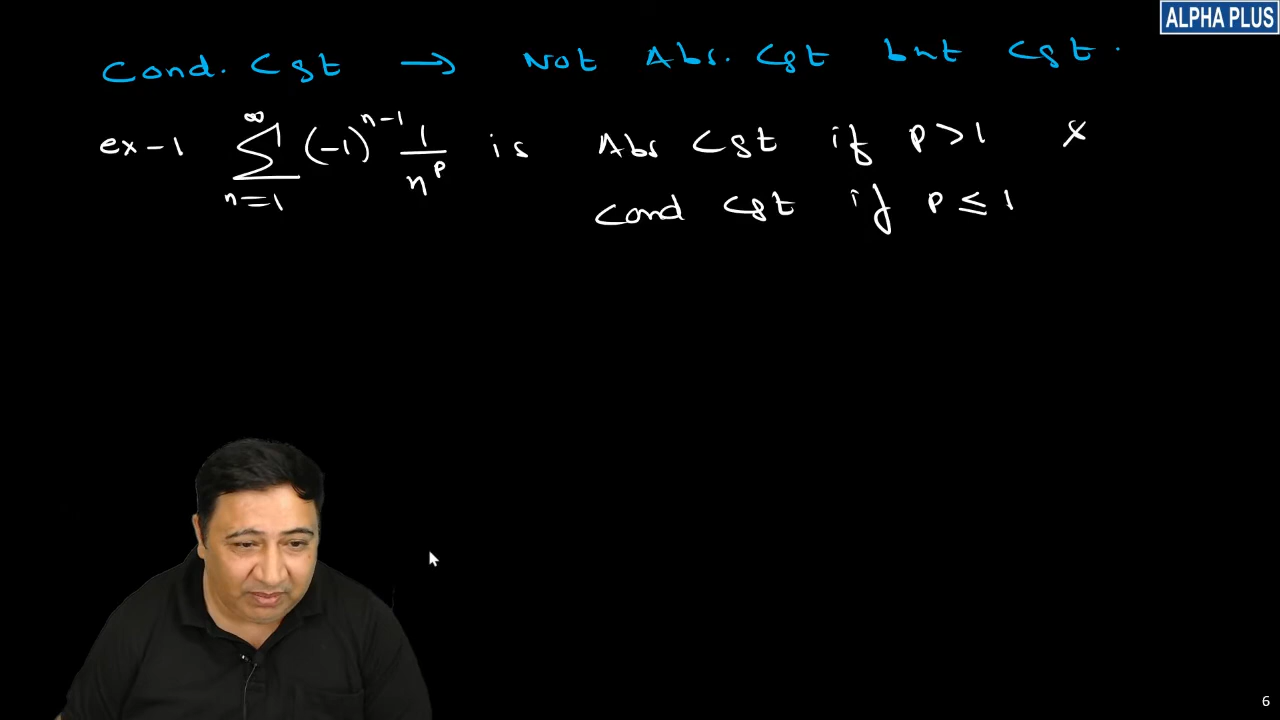 ALPHA PLUS
Cond. Cgt → Not Abs. Cgt but Cgt.
ex-1 ∑_{n=1}^{∞} (-1)^{n-1} 1/n^p is Abs Cgt if p>1 &
Cond Cgt if p ≤ 1
6